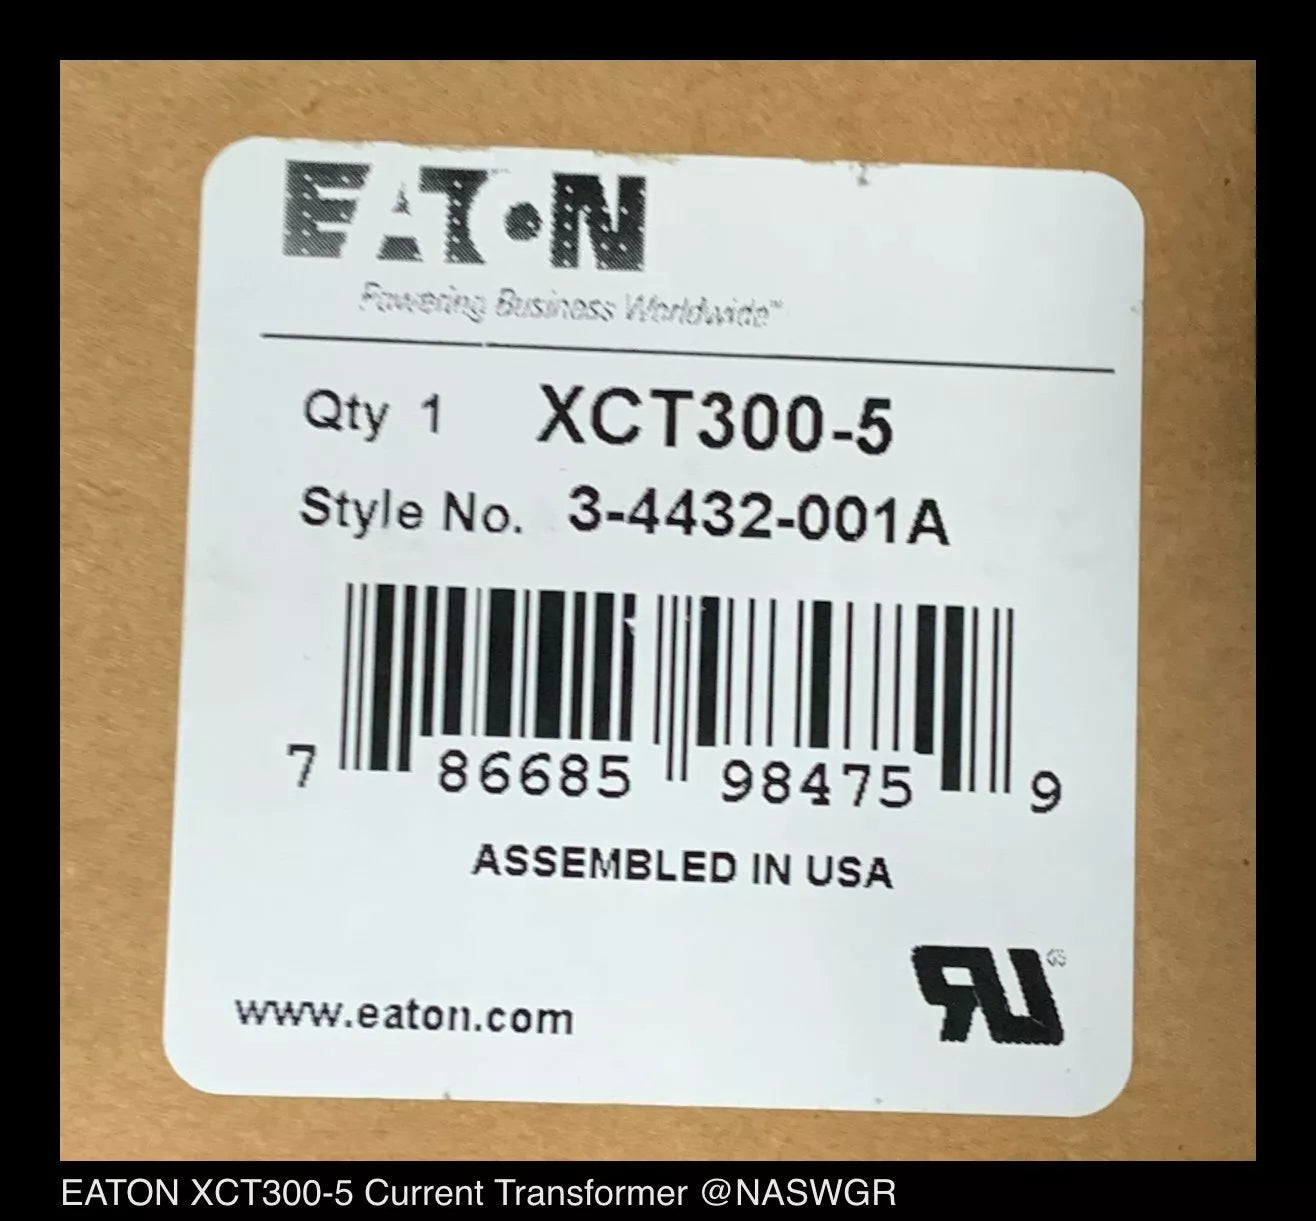 EATON
Powering Business Worldwide™
Qty 1 XCT300-5
Style No. 3-4432-001A
7 86685 98475 9
ASSEMBLED IN USA
www.eaton.com
EATON XCT300-5 Current Transformer @NASWGR